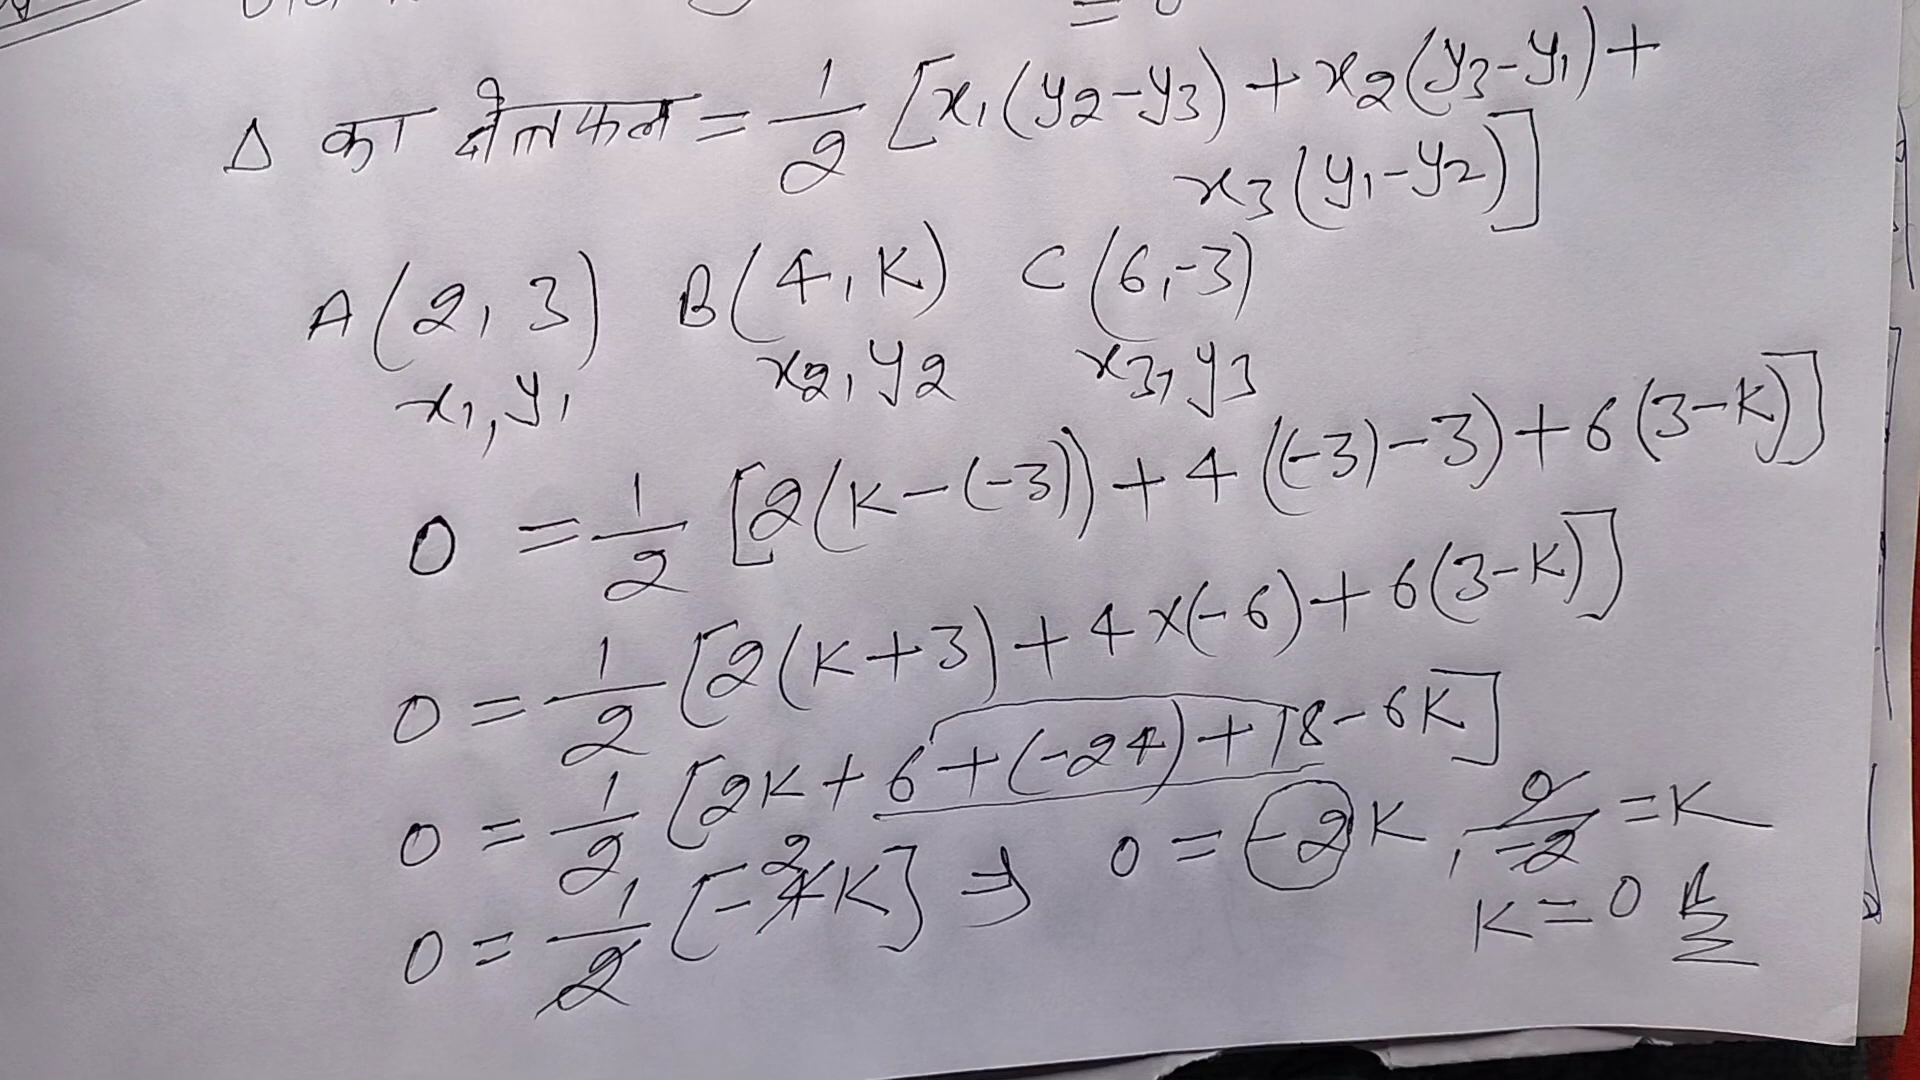 = 0
Δ का क्षेत्रफल = 1/2 [x₁(y₂-y₃) + x₂(y₃-y₁) +
x₃(y₁-y₂)]
A(2, 3) B(4, K) C(6, -3)
x₁, y₁ x₂, y₂ x₃, y₃
0 = 1/2 [2(K-(-3)) + 4((-3)-3) + 6(3-K)]
0 = 1/2 [2(K+3) + 4×(-6) + 6(3-K)]
0 = 1/2 [2K + 6 + (-24) + 18 - 6K]
0 = 1/2 [-4K] ⇒ 0 = -2K, 0/-2 = K
K = 0